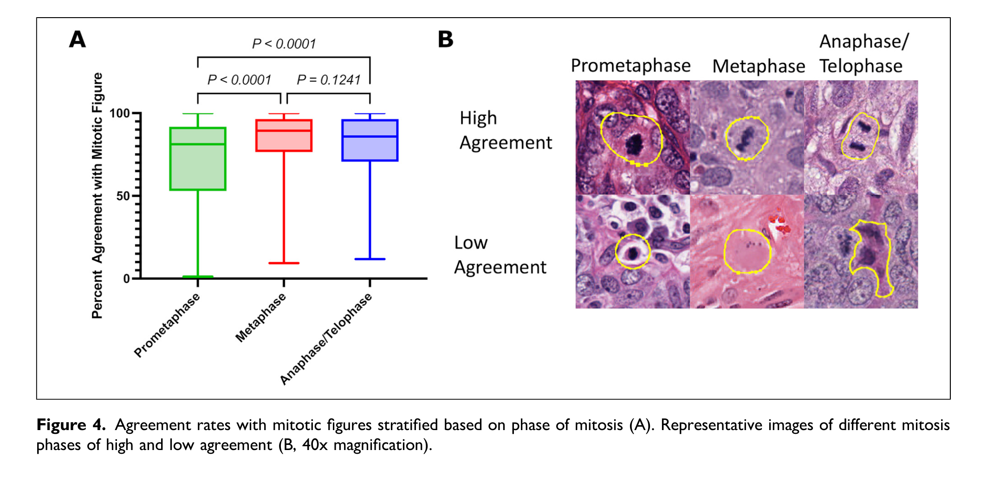 A
P < 0.0001
P < 0.0001
P = 0.1241
Percent Agreement with Mitotic Figure
100
50
0
Prometaphase
Metaphase
Anaphase/Telophase
B
Prometaphase
Metaphase
Anaphase/
Telophase
High
Agreement
Low
Agreement
Figure 4. Agreement rates with mitotic figures stratified based on phase of mitosis (A). Representative images of different mitosis
phases of high and low agreement (B, 40x magnification).